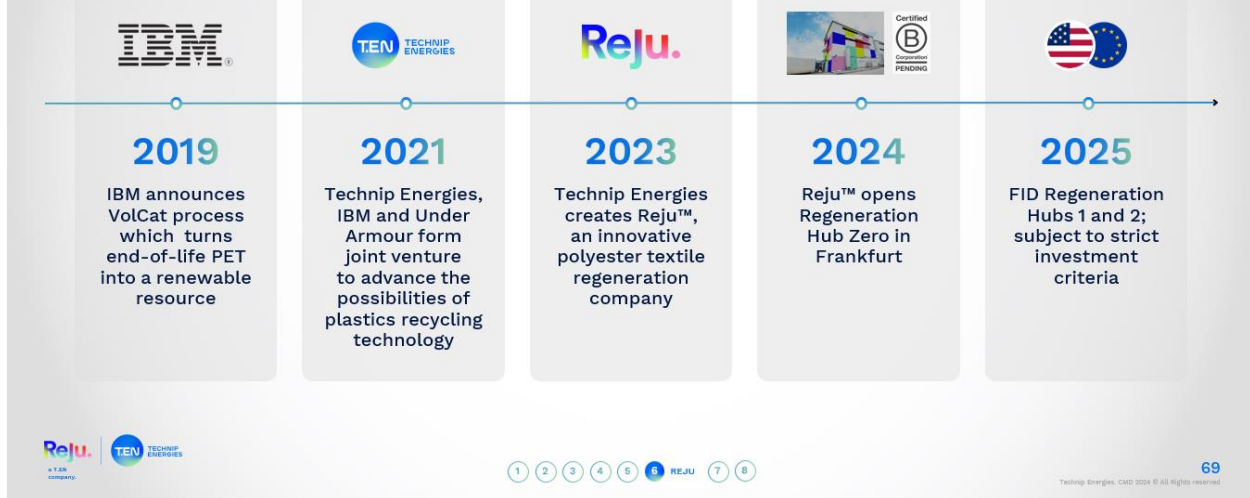 IBM®
T.EN TECHNIP
ENERGIES
Reju.
Certified
B
Corporation
PENDING
2019
2021
2023
2024
2025
IBM announces
VolCat process
which turns
end-of-life PET
into a renewable
resource
Technip Energies,
IBM and Under
Armour form
joint venture
to advance the
possibilities of
plastics recycling
technology
Technip Energies
creates Reju™,
an innovative
polyester textile
regeneration
company
Reju™ opens
Regeneration
Hub Zero in
Frankfurt
FID Regeneration
Hubs 1 and 2;
subject to strict
investment
criteria
Reju.
a T.EN
company.
T.EN TECHNIP
ENERGIES
1 2 3 4 5 6 REJU 7 8
69
Technip Energies. CMD 2024 © All Rights reserved